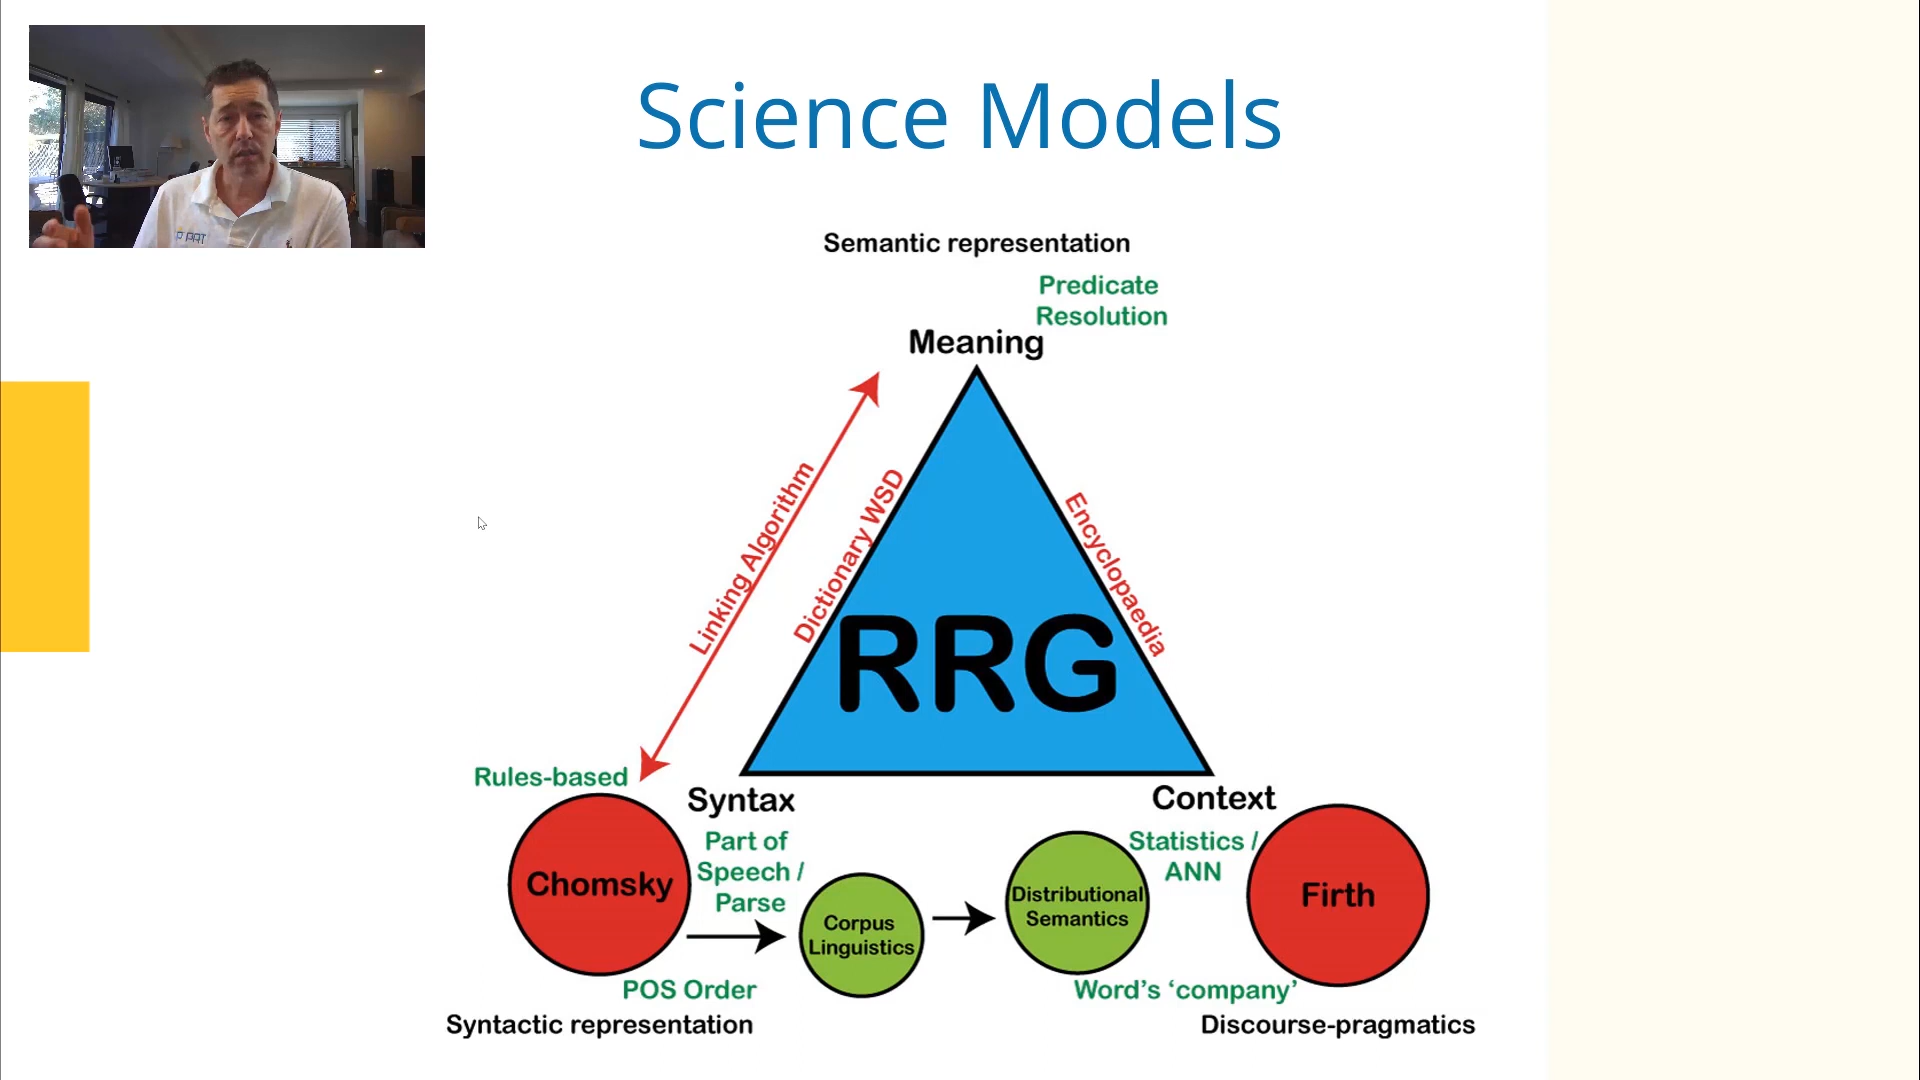 Science Models
Semantic representation
Predicate
Resolution
Meaning
Linking Algorithm
Dictionary WSD
Encyclopaedia
RRG
Rules-based
Syntax
Context
Part of
Speech /
Parse
Statistics /
ANN
Chomsky
Corpus
Linguistics
Distributional
Semantics
Firth
POS Order
Word's 'company'
Syntactic representation
Discourse-pragmatics